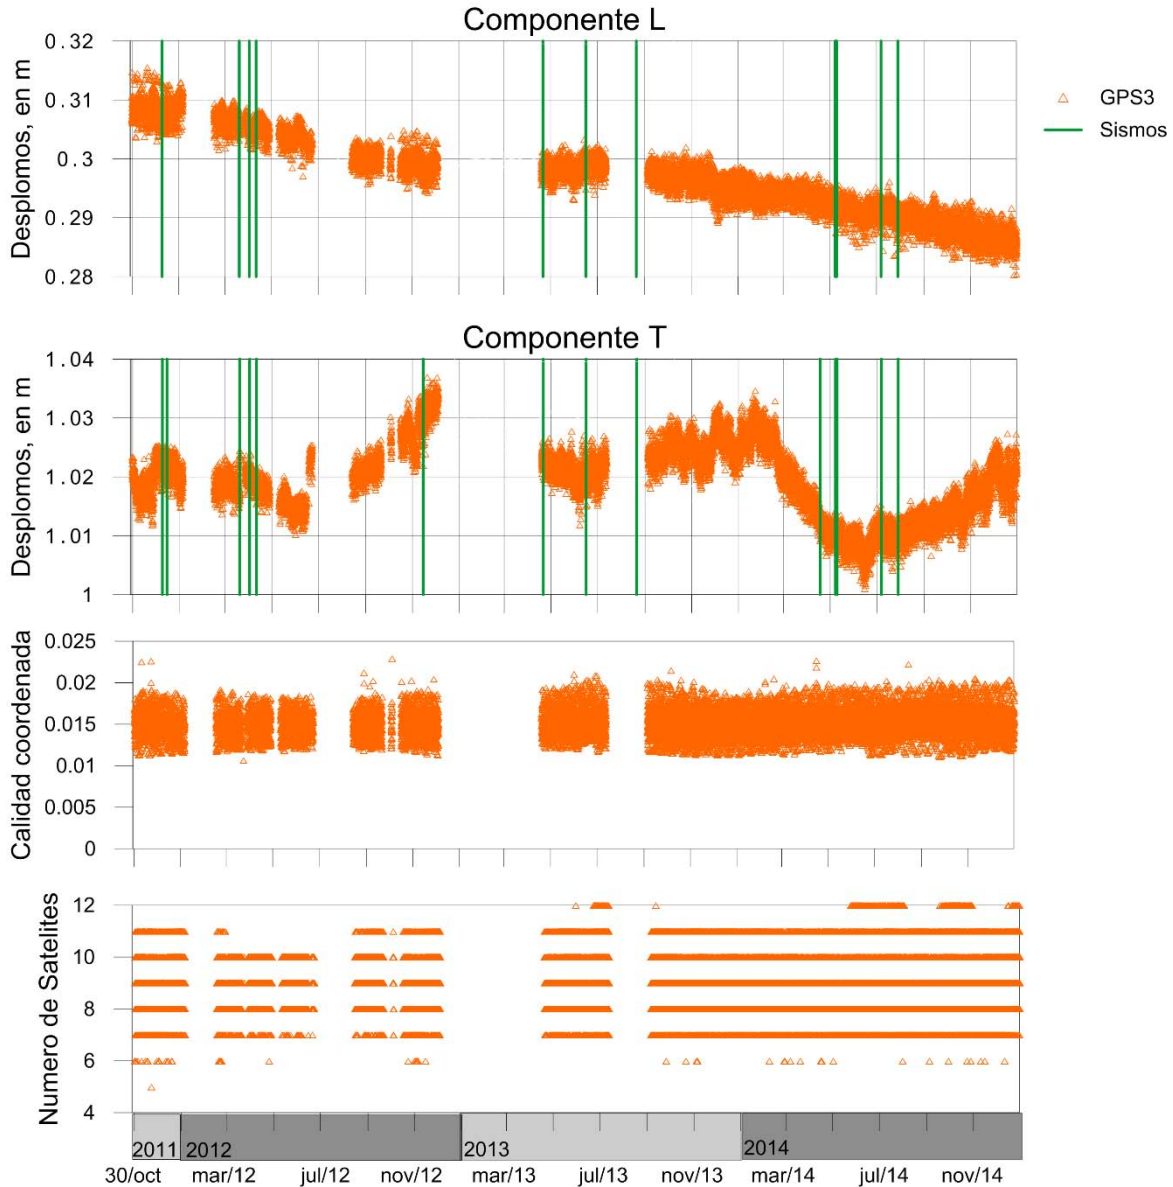 Componente L
0.32
0.31
0.3
0.29
0.28
Desplomos, en m
GPS3
Sismos
Componente T
1.04
1.03
1.02
1.01
1
Desplomos, en m
0.025
0.02
0.015
0.01
0.005
0
Calidad coordenada
12
10
8
6
4
Numero de Satelites
2011 2012 2013 2014
30/oct mar/12 jul/12 nov/12 mar/13 jul/13 nov/13 mar/14 jul/14 nov/14